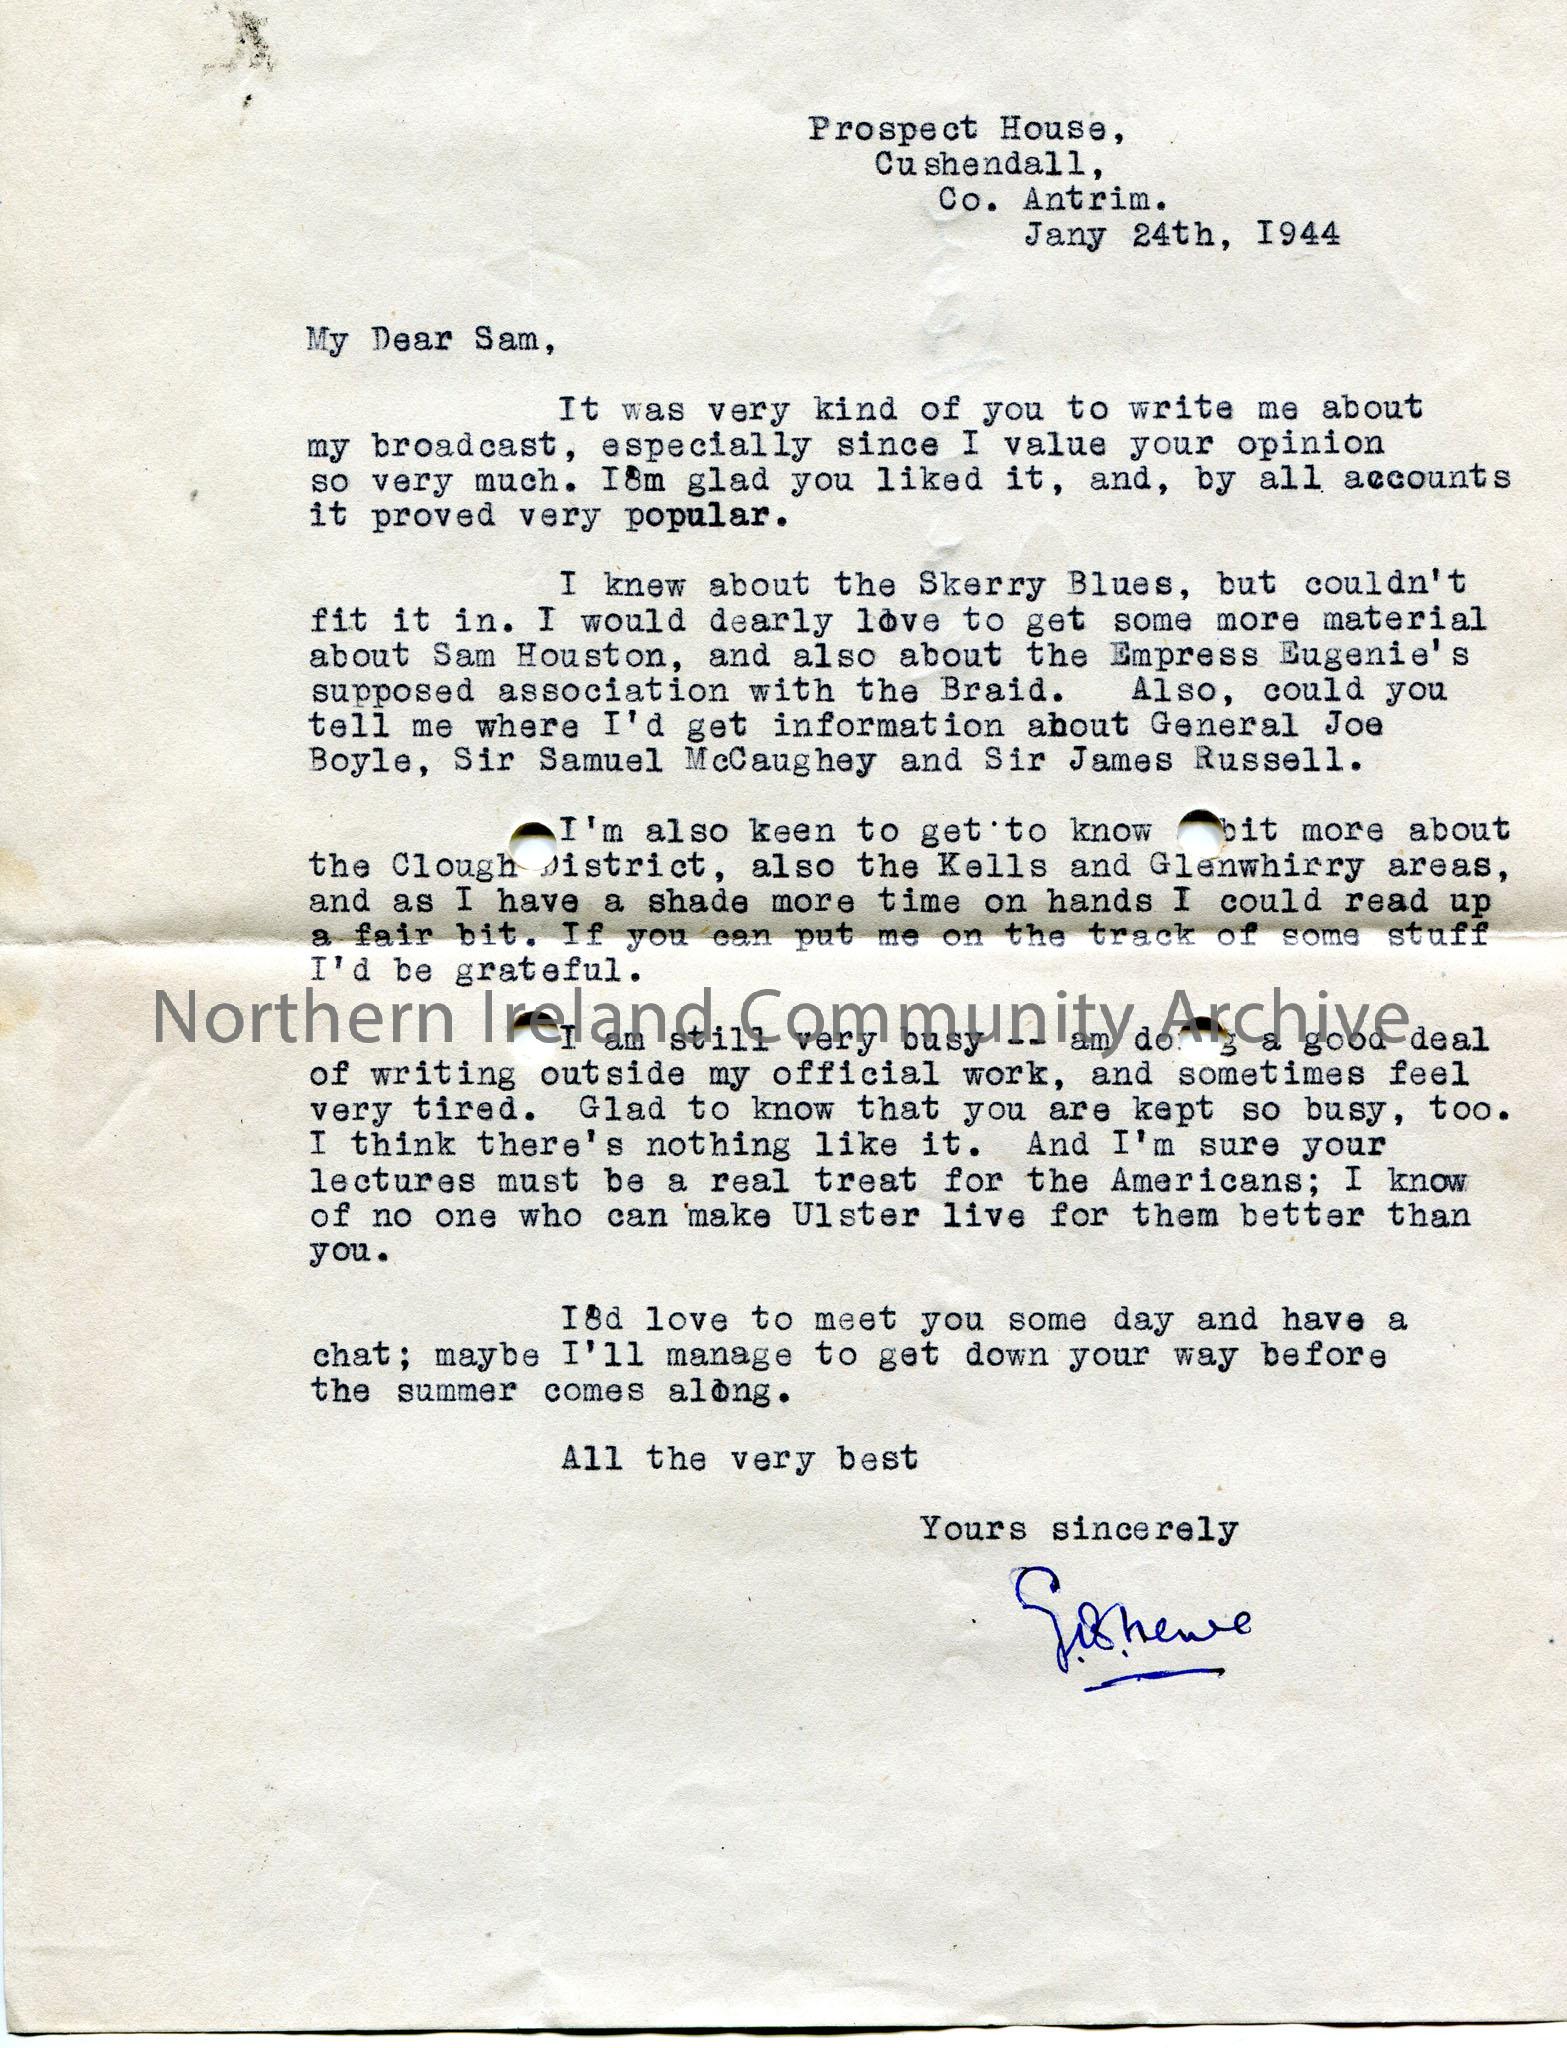 Prospect House,
Cushendall,
Co. Antrim.
Jany 24th, 1944
My Dear Sam,
It was very kind of you to write me about
my broadcast, especially since I value your opinion
so very much. I8m glad you liked it, and, by all accounts
it proved very popular.
I knew about the Skerry Blues, but couldn't
fit it in. I would dearly love to get some more material
about Sam Houston, and also about the Empress Eugenie's
supposed association with the Braid. Also, could you
tell me where I'd get information about General Joe
Boyle, Sir Samuel McCaughey and Sir James Russell.
I'm also keen to get to know bit more about
the Clough District, also the Kells and Glenwhirry areas,
and as I have a shade more time on hands I could read up
a fair bit. If you can put me on the track of some stuff
I'd be grateful.
Northern Ireland Community Archive
I am still very busy -- am doing a good deal
of writing outside my official work, and sometimes feel
very tired. Glad to know that you are kept so busy, too.
I think there's nothing like it. And I'm sure your
lectures must be a real treat for the Americans; I know
of no one who can make Ulster live for them better than
you.
I8d love to meet you some day and have a
chat; maybe I'll manage to get down your way before
the summer comes along.
All the very best
Yours sincerely